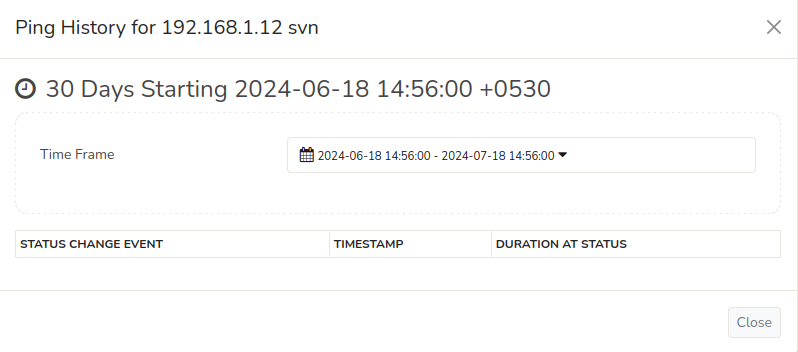 Ping History for 192.168.1.12 svn
30 Days Starting 2024-06-18 14:56:00 +0530
Time Frame
2024-06-18 14:56:00 - 2024-07-18 14:56:00
STATUS CHANGE EVENT TIMESTAMP DURATION AT STATUS
Close